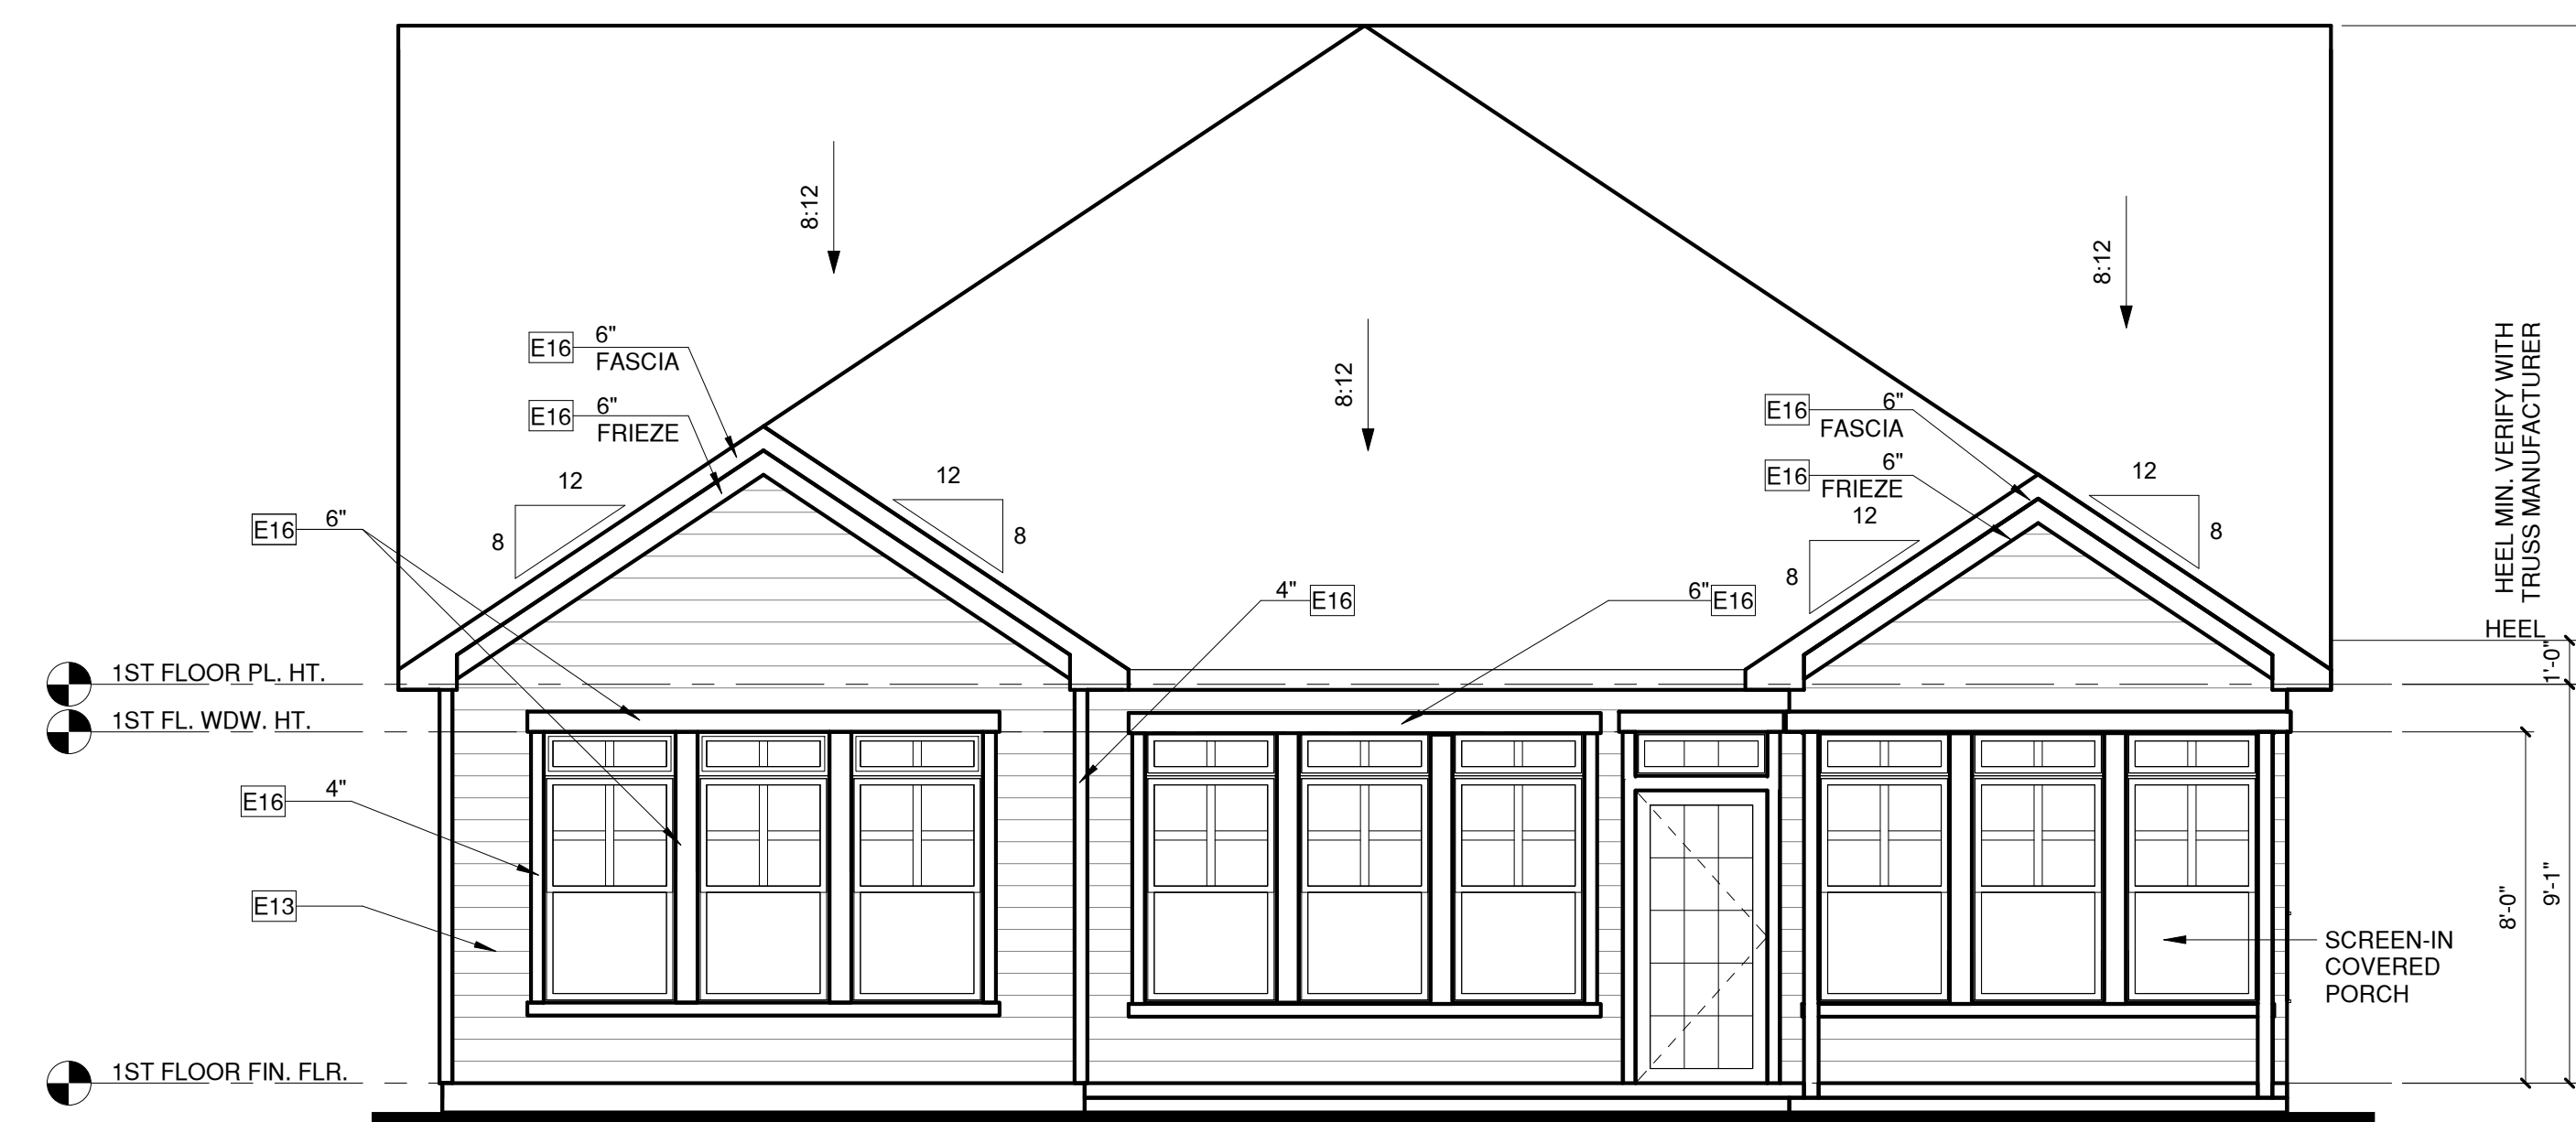 8:12
8:12
8:12
E16 6"
FASCIA
E16 6"
FRIEZE
12
8
12
8
E16 6"
FASCIA
E16 6"
FRIEZE
12
8
12
8
E16 6"
4" E16
6" E16
HEEL MIN. VERIFY WITH
TRUSS MANUFACTURER
HEEL
1'-0"
1ST FLOOR PL. HT.
1ST FL. WDW. HT.
E16 4"
E13
8'-0"
9'-1"
SCREEN-IN
COVERED
PORCH
1ST FLOOR FIN. FLR.